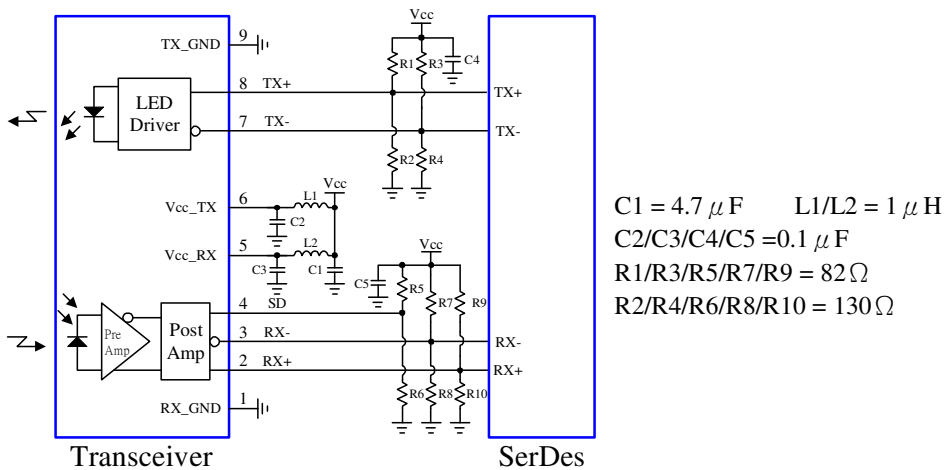 Vcc
TX_GND 9
R1 R3 C4
8 TX+ TX+
LED
Driver
7 TX- TX-
R2 R4
Vcc
Vcc_TX 6 L1
C2
Vcc_RX 5 L2 Vcc
C3 C1 C5
R5 R7 R9
4 SD
Pre
Amp
Post
Amp
3 RX- RX-
2 RX+ RX+
R6 R8 R10
RX_GND 1
Transceiver SerDes
C1 = 4.7 μF L1/L2 = 1 μH
C2/C3/C4/C5 =0.1 μF
R1/R3/R5/R7/R9 = 82Ω
R2/R4/R6/R8/R10 = 130Ω